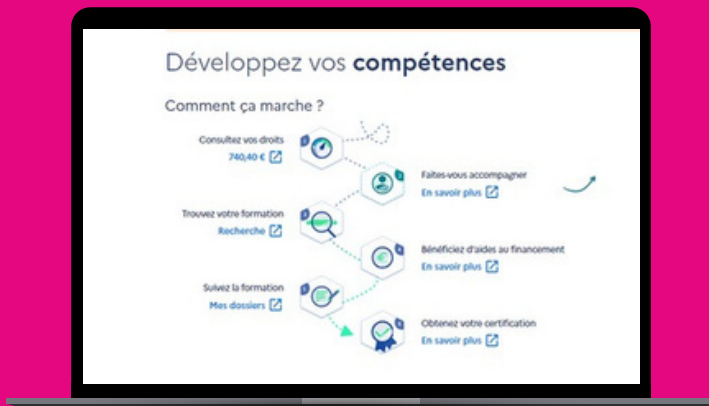 Développez vos compétences
Comment ça marche ?
Consultez vos droits
740,40 €
Faites-vous accompagner
En savoir plus
Trouvez votre formation
Recherche
Bénéficiez d'aides au financement
En savoir plus
Suivez la formation
Mes dossiers
Obtenez votre certification
En savoir plus